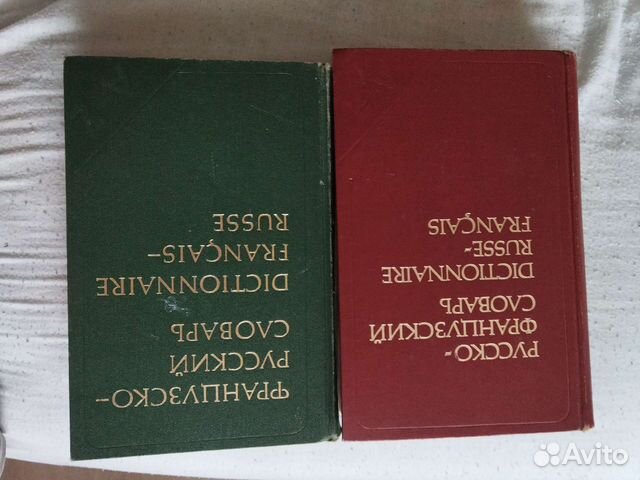 ФРАНЦУЗСКО–
РУССКИЙ
СЛОВАРЬ
DICTIONNAIRE
FRANÇAIS–
RUSSE
РУССКО-
ФРАНЦУЗСКИЙ
СЛОВАРЬ
DICTIONNAIRE
RUSSE-
FRANÇAIS
Avito